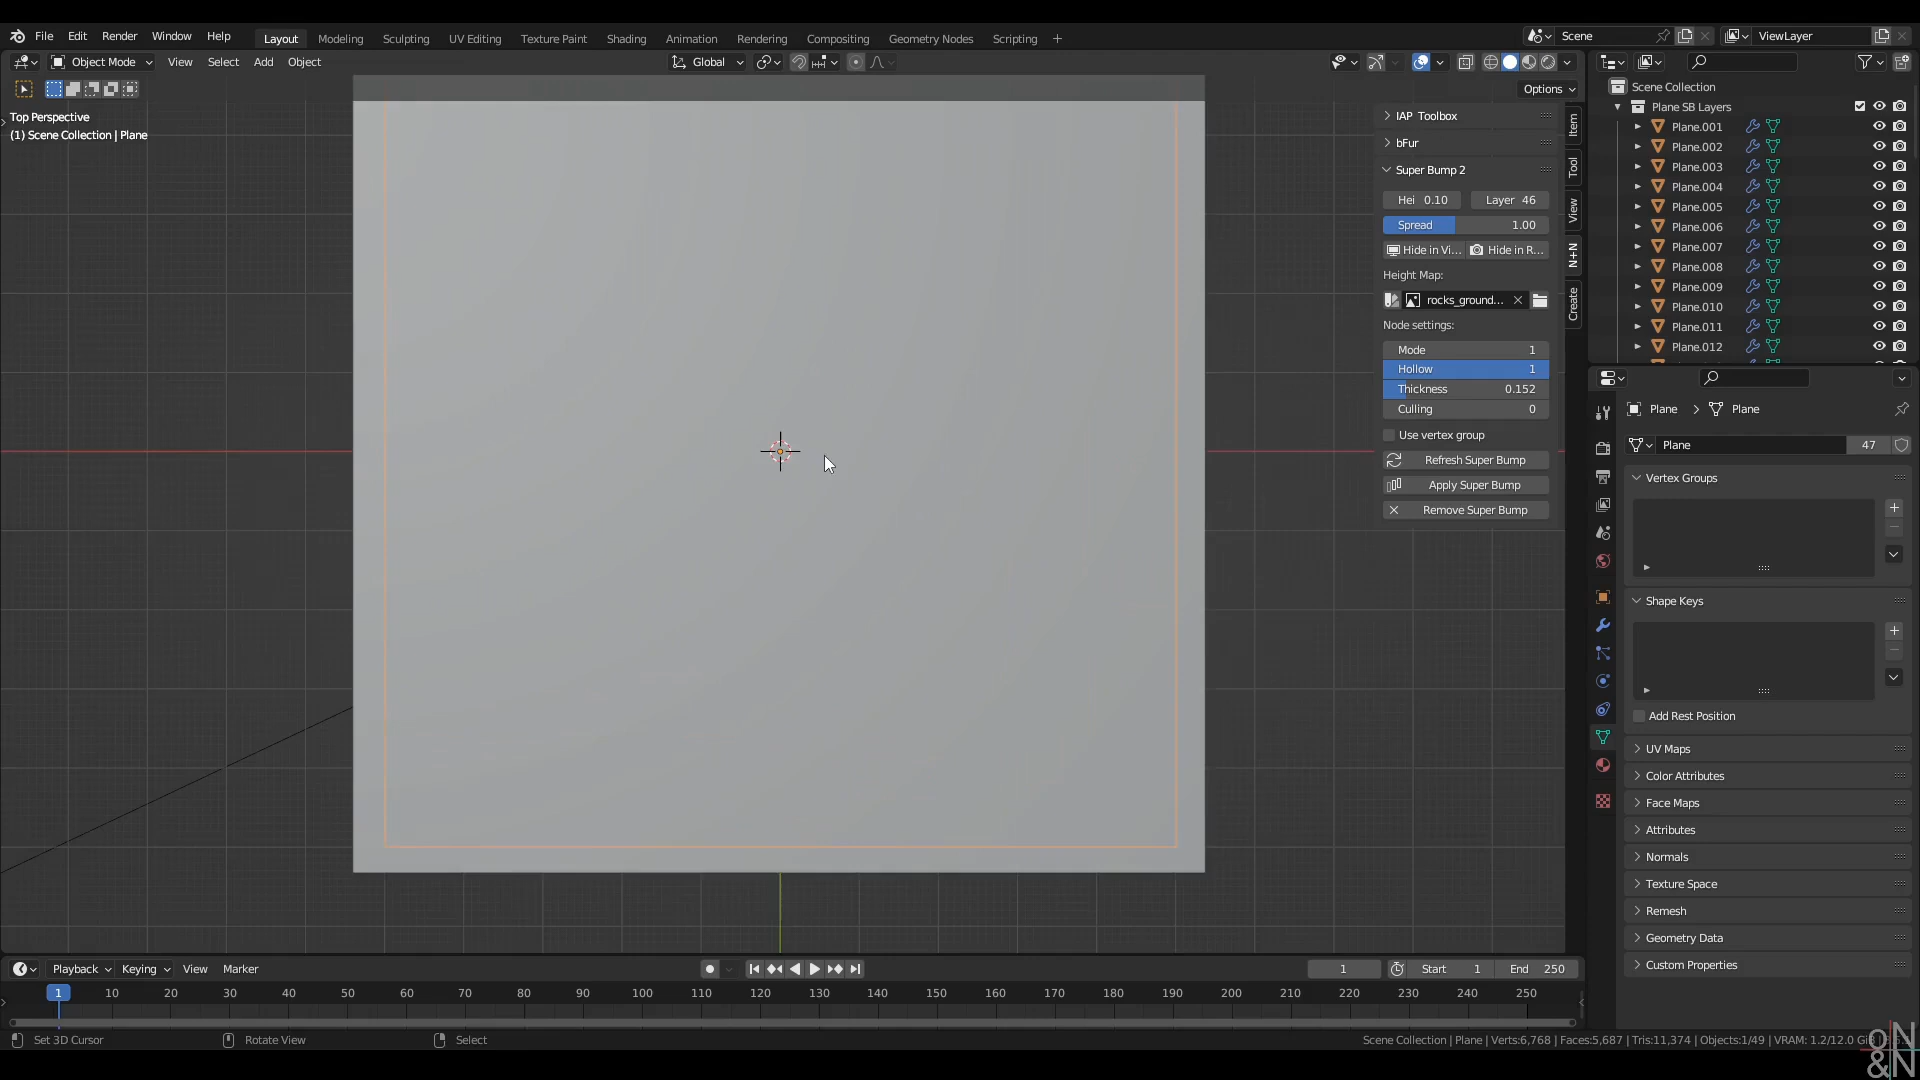 File Edit Render Window Help
Layout Modeling Sculpting UV Editing Texture Paint Shading Animation Rendering Compositing Geometry Nodes Scripting +
Scene
ViewLayer
Object Mode View Select Add Object
Global
Options
Top Perspective
(1) Scene Collection | Plane
IAP Toolbox
bFur
Super Bump 2
Hei 0.10 Layer 46
Spread 1.00
Hide in Vi... Hide in R...
Height Map:
rocks_ground...
Node settings:
Mode 1
Hollow 1
Thickness 0.152
Culling 0
Use vertex group
Refresh Super Bump
Apply Super Bump
Remove Super Bump
Item
Tool
View
N+N
Create
Scene Collection
Plane SB Layers
Plane.001
Plane.002
Plane.003
Plane.004
Plane.005
Plane.006
Plane.007
Plane.008
Plane.009
Plane.010
Plane.011
Plane.012
Plane > Plane
Plane 47
Vertex Groups
Shape Keys
Add Rest Position
UV Maps
Color Attributes
Face Maps
Attributes
Normals
Texture Space
Remesh
Geometry Data
Custom Properties
Playback Keying View Marker
1 Start 1 End 250
1 10 20 30 40 50 60 70 80 90 100 110 120 130 140 150 160 170 180 190 200 210 220 230 240 250
Set 3D Cursor Rotate View Select
Scene Collection | Plane | Verts:6,768 | Faces:5,687 | Tris:11,374 | Objects:1/49 | VRAM: 1.2/12.0